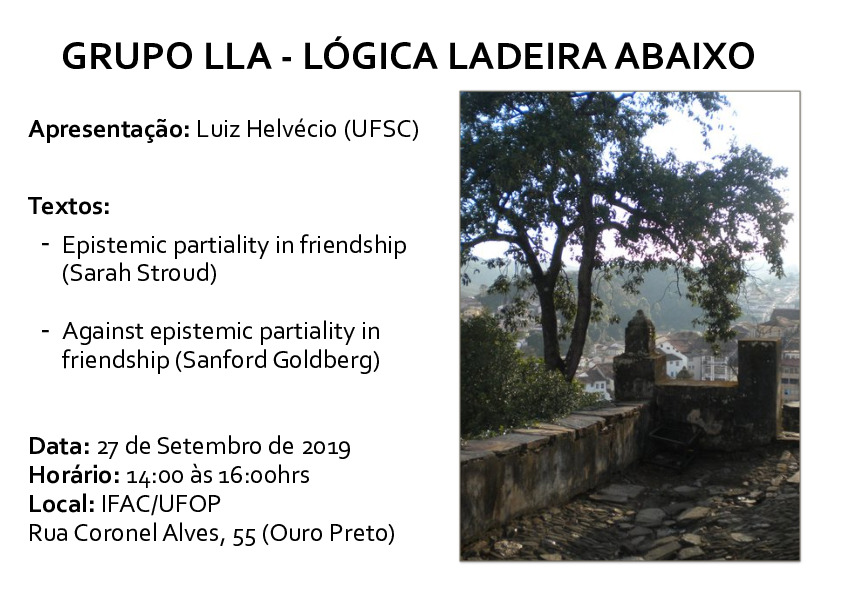 GRUPO LLA - LÓGICA LADEIRA ABAIXO
Apresentação: Luiz Helvécio (UFSC)
Textos:
- Epistemic partiality in friendship
(Sarah Stroud)
- Against epistemic partiality in
friendship (Sanford Goldberg)
Data: 27 de Setembro de 2019
Horário: 14:00 às 16:00hrs
Local: IFAC/UFOP
Rua Coronel Alves, 55 (Ouro Preto)